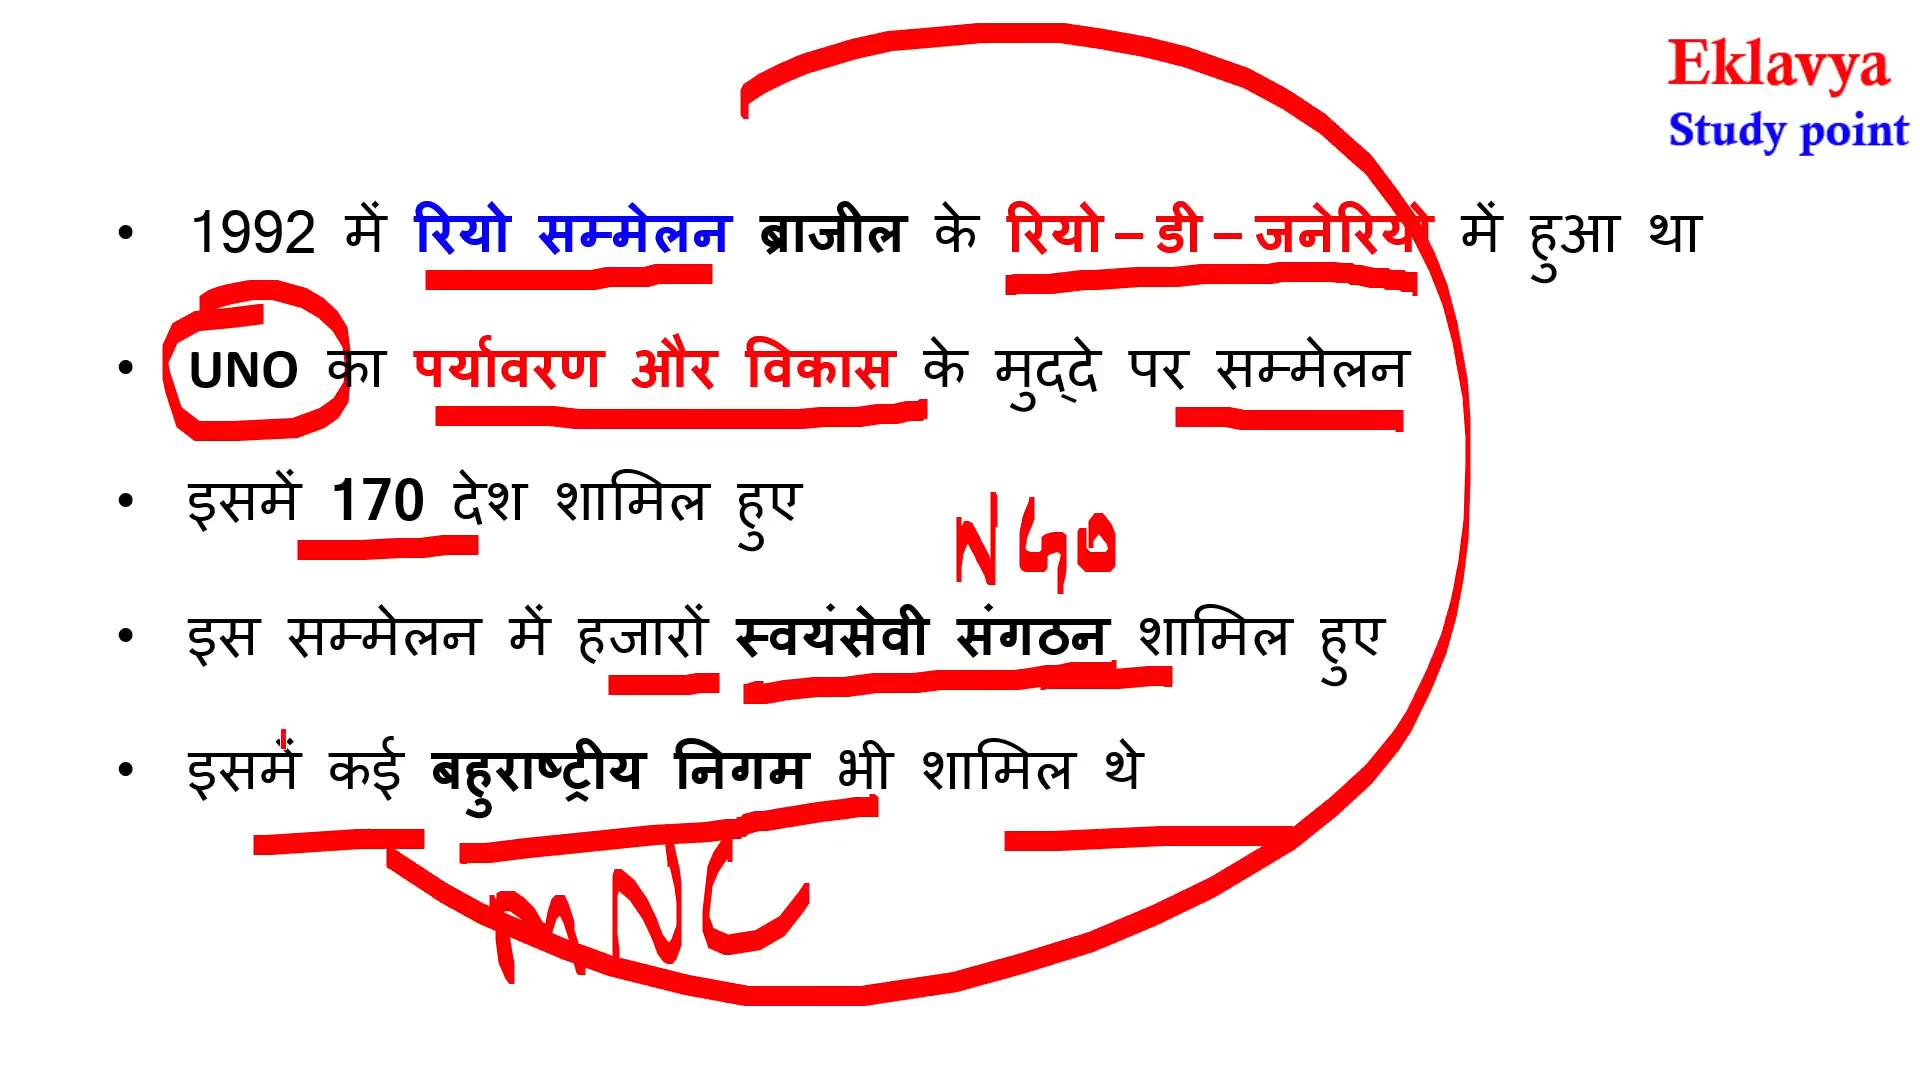 Eklavya
Study point
• 1992 में रियो सम्मेलन ब्राजील के रियो – डी – जनेरियो में हुआ था
• UNO का पर्यावरण और विकास के मुद्दे पर सम्मेलन
• इसमें 170 देश शामिल हुए
NGO
• इस सम्मेलन में हजारों स्वयंसेवी संगठन शामिल हुए
• इसमें कई बहुराष्ट्रीय निगम भी शामिल थे
MNC